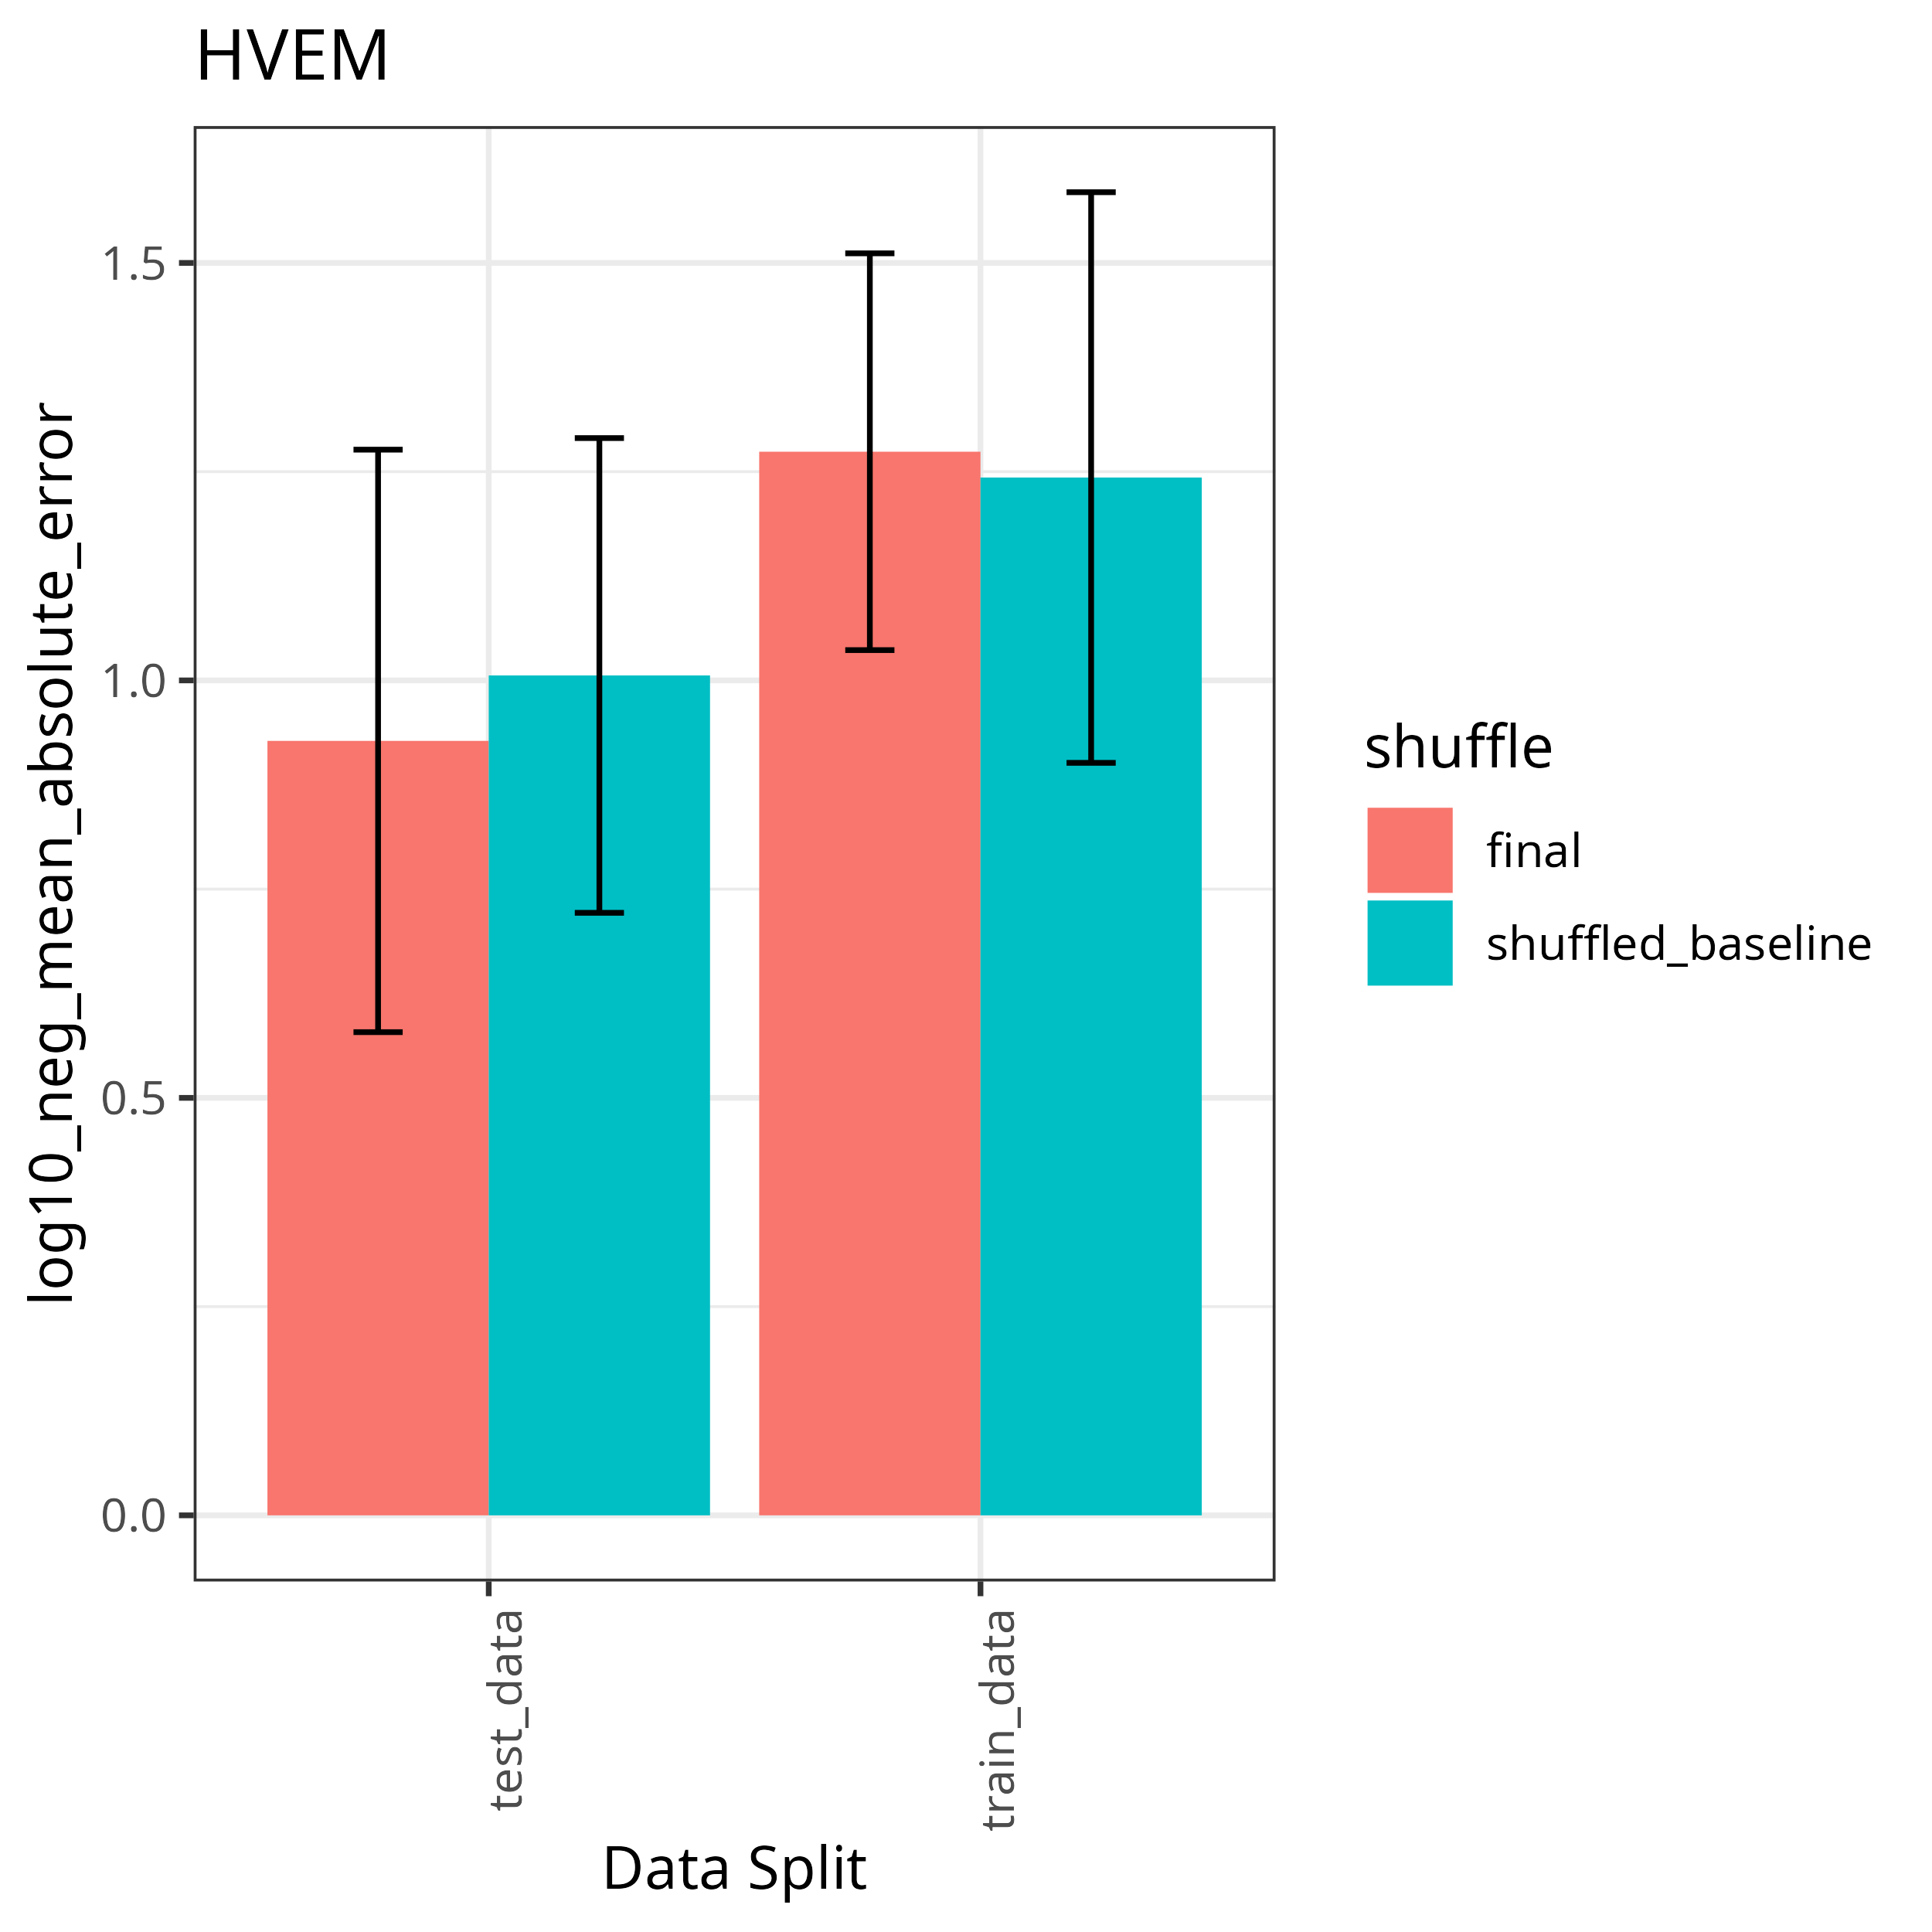 HVEM
log10_neg_mean_absolute_error
1.5
1.0
0.5
0.0
test_data
train_data
Data Split
shuffle
final
shuffled_baseline